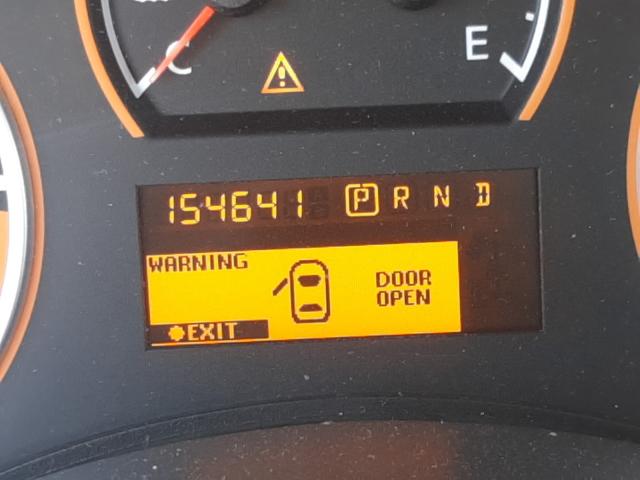 C E
154641 P R N D
WARNING
DOOR
OPEN
EXIT